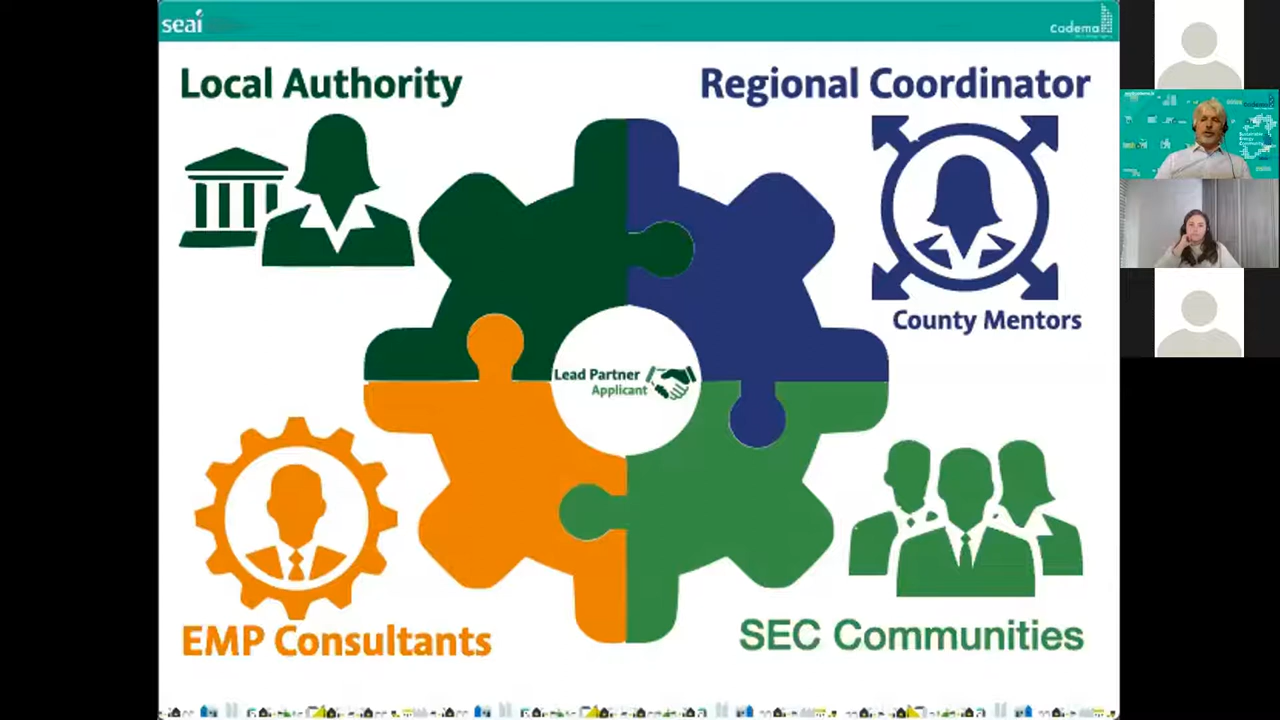 seai
codema
Local Authority
Regional Coordinator
County Mentors
Lead Partner
Applicant
EMP Consultants
SEC Communities